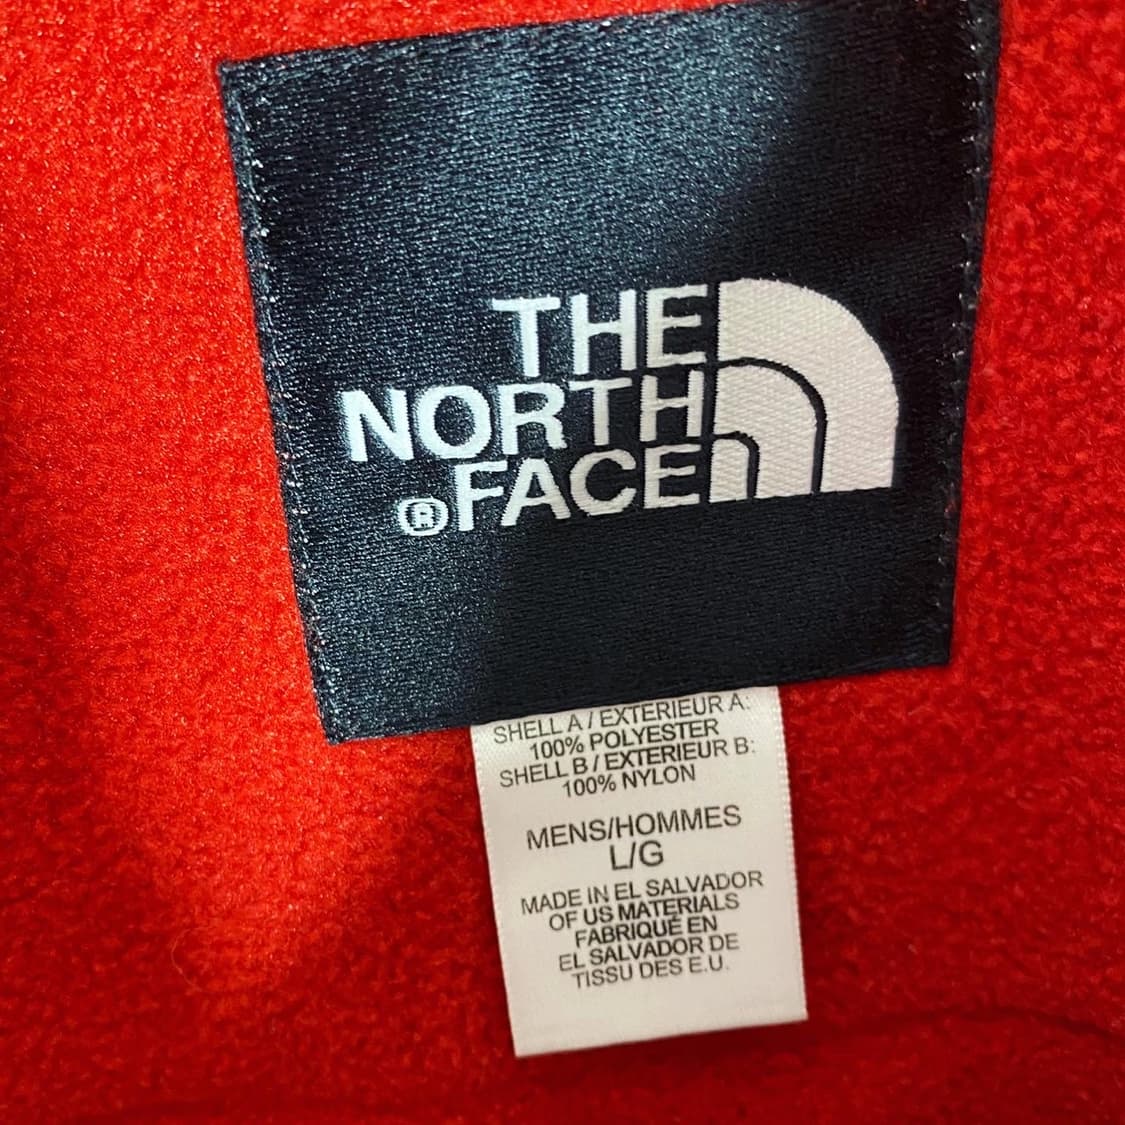 THE
NORTH
®FACE
SHELL A / EXTERIEUR A:
100% POLYESTER
SHELL B / EXTERIEUR B:
100% NYLON
MENS/HOMMES
L/G
MADE IN EL SALVADOR
OF US MATERIALS
FABRIQUÉ EN
EL SALVADOR DE
TISSU DES E.U.